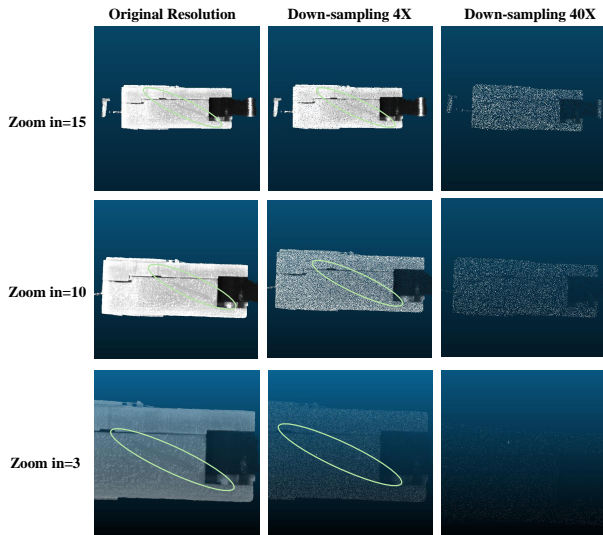 Original Resolution Down-sampling 4X Down-sampling 40X
Zoom in=15
Zoom in=10
Zoom in=3